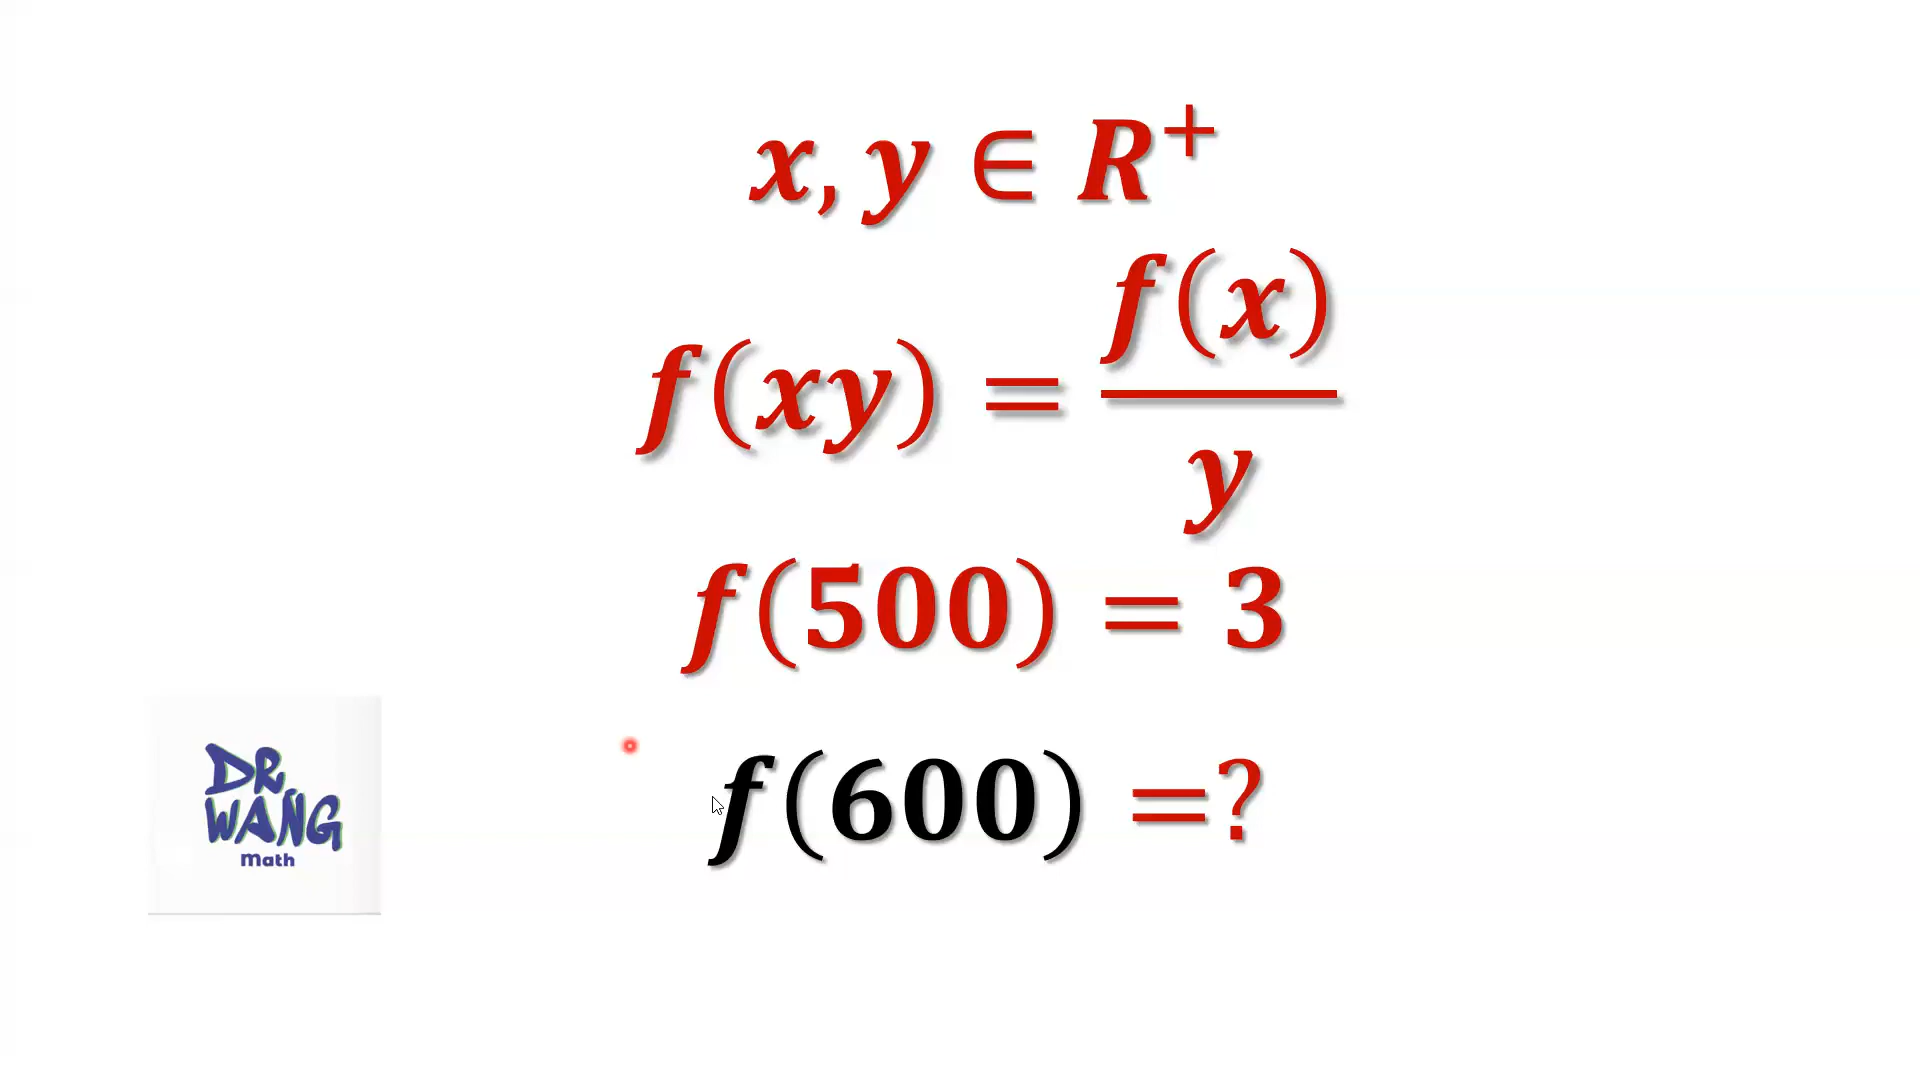 x, y ∈ R⁺
f(xy) = f(x)/y
f(500) = 3
f(600) =?
DR
WANG
Math